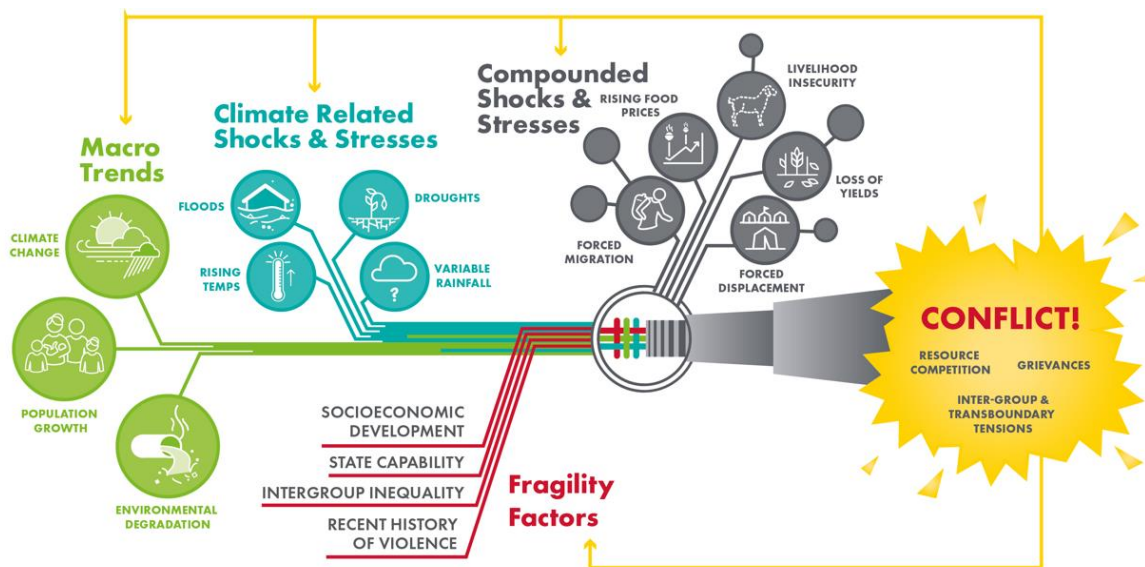 Macro
Trends
CLIMATE
CHANGE
POPULATION
GROWTH
ENVIRONMENTAL
DEGRADATION
Climate Related
Shocks & Stresses
FLOODS
DROUGHTS
RISING
TEMPS
VARIABLE
RAINFALL
?
Compounded
Shocks &
Stresses
RISING FOOD
PRICES
LIVELIHOOD
INSECURITY
LOSS OF
YIELDS
FORCED
MIGRATION
FORCED
DISPLACEMENT
SOCIOECONOMIC
DEVELOPMENT
STATE CAPABILITY
INTERGROUP INEQUALITY
RECENT HISTORY
OF VIOLENCE
Fragility
Factors
CONFLICT!
RESOURCE
COMPETITION
GRIEVANCES
INTER-GROUP &
TRANSBOUNDARY
TENSIONS